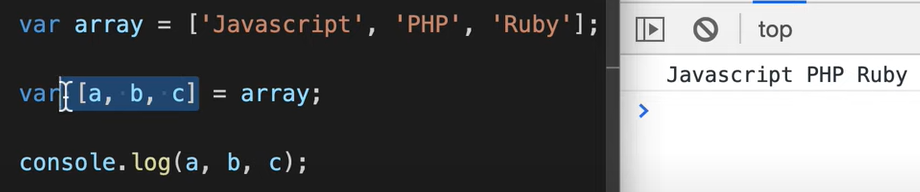 var array = ['Javascript', 'PHP', 'Ruby'];
var [a, b, c] = array;
console.log(a, b, c);
top
Javascript PHP Ruby
>